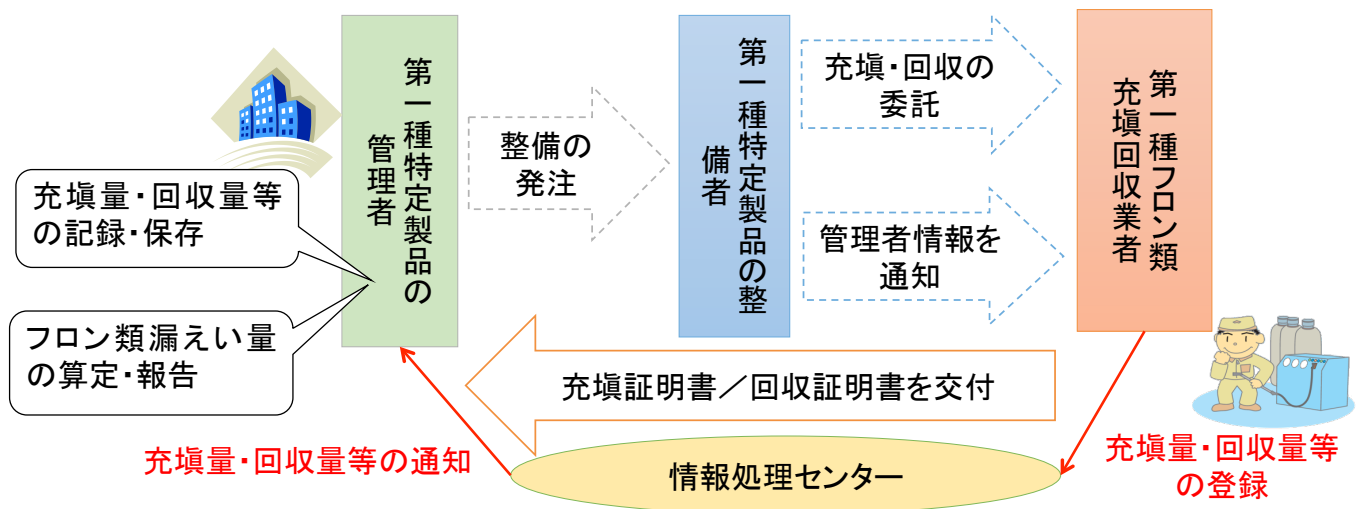 第一種特定製品の
管理者
充塡量・回収量等
の記録・保存
フロン類漏えい量
の算定・報告
整備の
発注
第一種特定製品の整
備者
充塡・回収の
委託
管理者情報を
通知
第一種フロン類
充塡回収業者
充塡証明書／回収証明書を交付
充塡量・回収量等の通知
情報処理センター
充塡量・回収量等
の登録